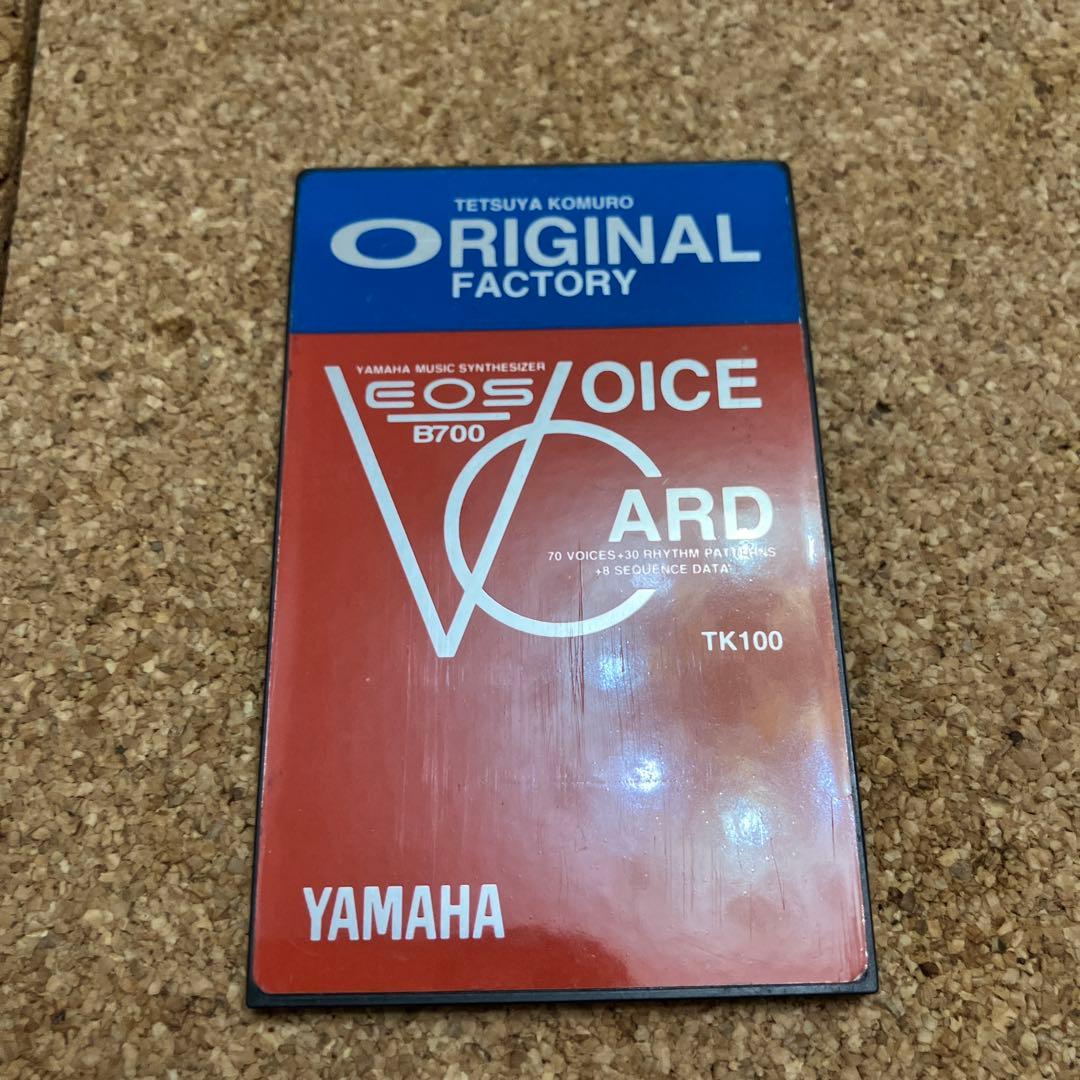 TETSUYA KOMURO
ORIGINAL
FACTORY
YAMAHA MUSIC SYNTHESIZER
EOS
B700
VOICE
CARD
70 VOICES+30 RHYTHM PATTERNS
+8 SEQUENCE DATA
TK100
YAMAHA